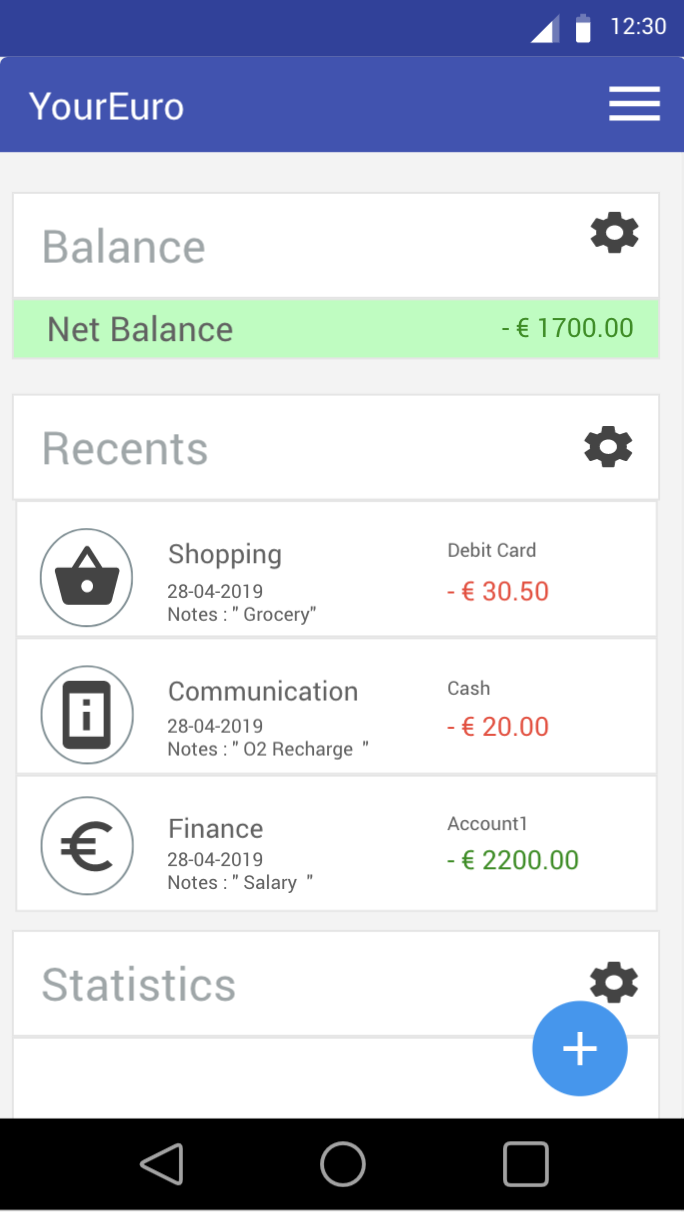 12:30
YourEuro
Balance
Net Balance - € 1700.00
Recents
Shopping Debit Card
28-04-2019 - € 30.50
Notes : " Grocery"
Communication Cash
28-04-2019 - € 20.00
Notes : " O2 Recharge "
Finance Account1
28-04-2019 - € 2200.00
Notes : " Salary "
Statistics